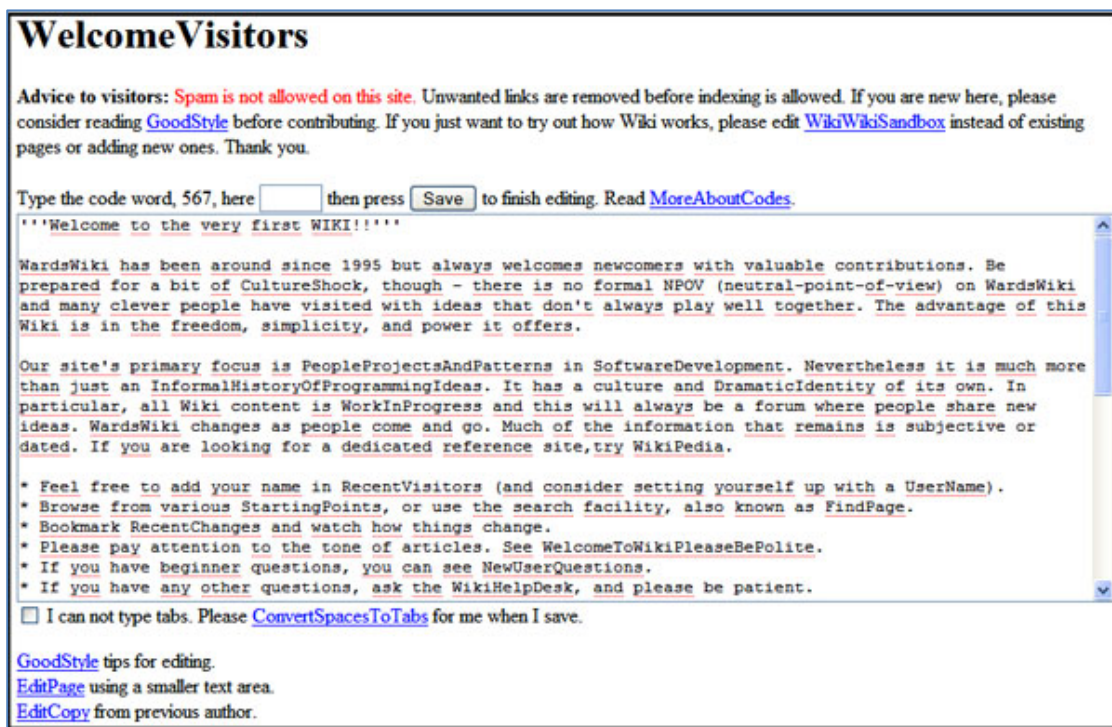 WelcomeVisitors
Advice to visitors: Spam is not allowed on this site. Unwanted links are removed before indexing is allowed. If you are new here, please
consider reading GoodStyle before contributing. If you just want to try out how Wiki works, please edit WikiWikiSandbox instead of existing
pages or adding new ones. Thank you.
Type the code word, 567, here then press Save to finish editing. Read MoreAboutCodes.
'''Welcome to the very first WIKI!!'''
WardsWiki has been around since 1995 but always welcomes newcomers with valuable contributions. Be
prepared for a bit of CultureShock, though - there is no formal NPOV (neutral-point-of-view) on WardsWiki
and many clever people have visited with ideas that don't always play well together. The advantage of this
Wiki is in the freedom, simplicity, and power it offers.
Our site's primary focus is PeopleProjectsAndPatterns in SoftwareDevelopment. Nevertheless it is much more
than just an InformalHistoryOfProgrammingIdeas. It has a culture and DramaticIdentity of its own. In
particular, all Wiki content is WorkInProgress and this will always be a forum where people share new
ideas. WardsWiki changes as people come and go. Much of the information that remains is subjective or
dated. If you are looking for a dedicated reference site,try WikiPedia.
* Feel free to add your name in RecentVisitors (and consider setting yourself up with a UserName).
* Browse from various StartingPoints, or use the search facility, also known as FindPage.
* Bookmark RecentChanges and watch how things change.
* Please pay attention to the tone of articles. See WelcomeToWikiPleaseBePolite.
* If you have beginner questions, you can see NewUserQuestions.
* If you have any other questions, ask the WikiHelpDesk, and please be patient.
I can not type tabs. Please ConvertSpacesToTabs for me when I save.
GoodStyle tips for editing.
EditPage using a smaller text area.
EditCopy from previous author.